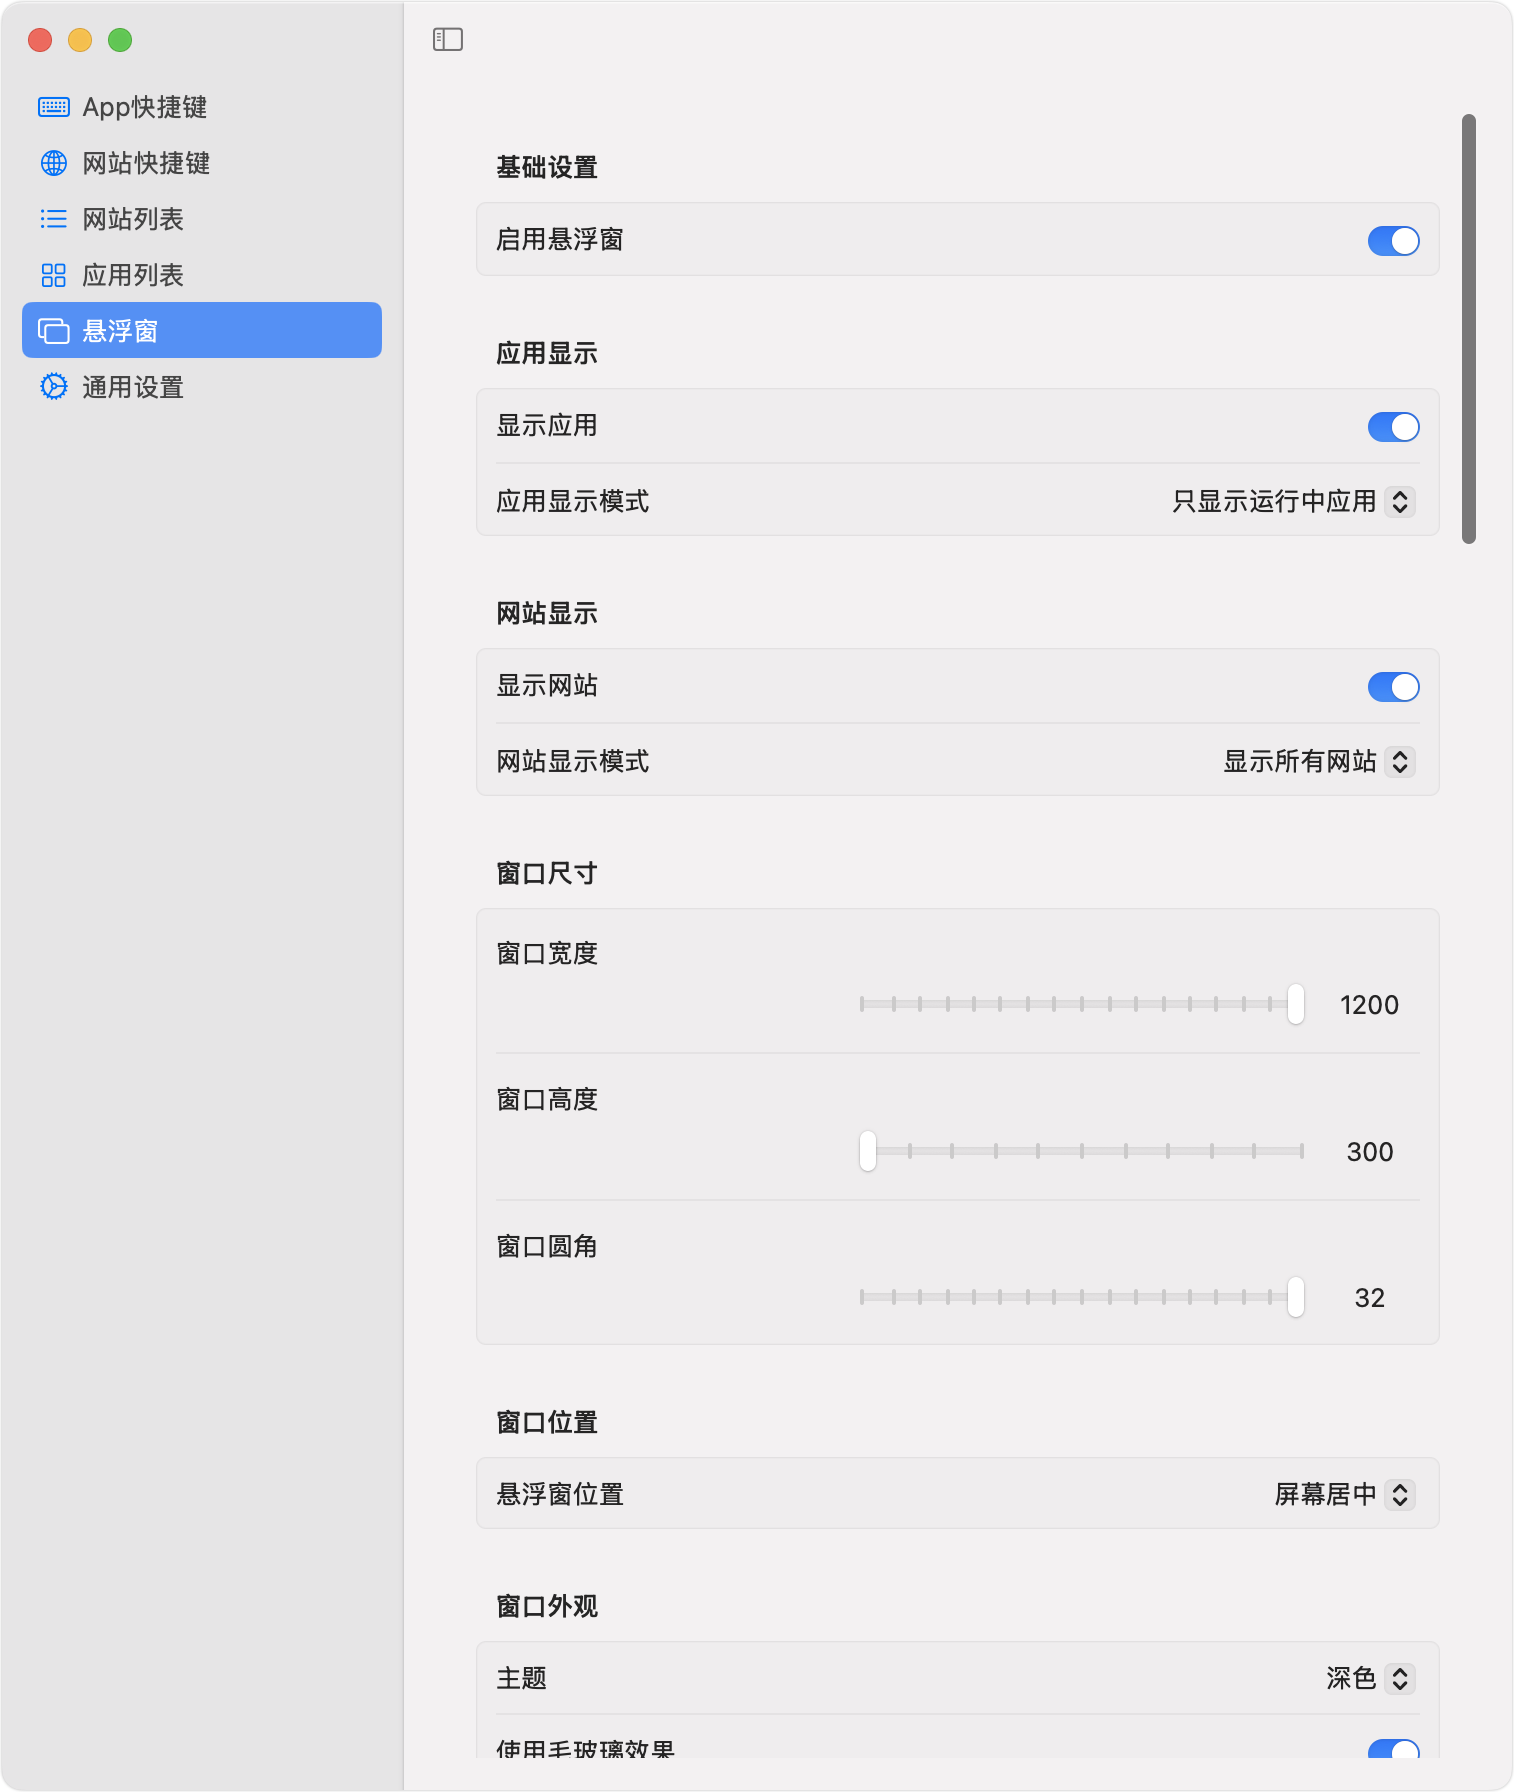 App快捷键
网站快捷键
网站列表
应用列表
悬浮窗
通用设置
基础设置
启用悬浮窗
应用显示
显示应用
应用显示模式 只显示运行中应用
网站显示
显示网站
网站显示模式 显示所有网站
窗口尺寸
窗口宽度
1200
窗口高度
300
窗口圆角
32
窗口位置
悬浮窗位置 屏幕居中
窗口外观
主题 深色
使用毛玻璃效果